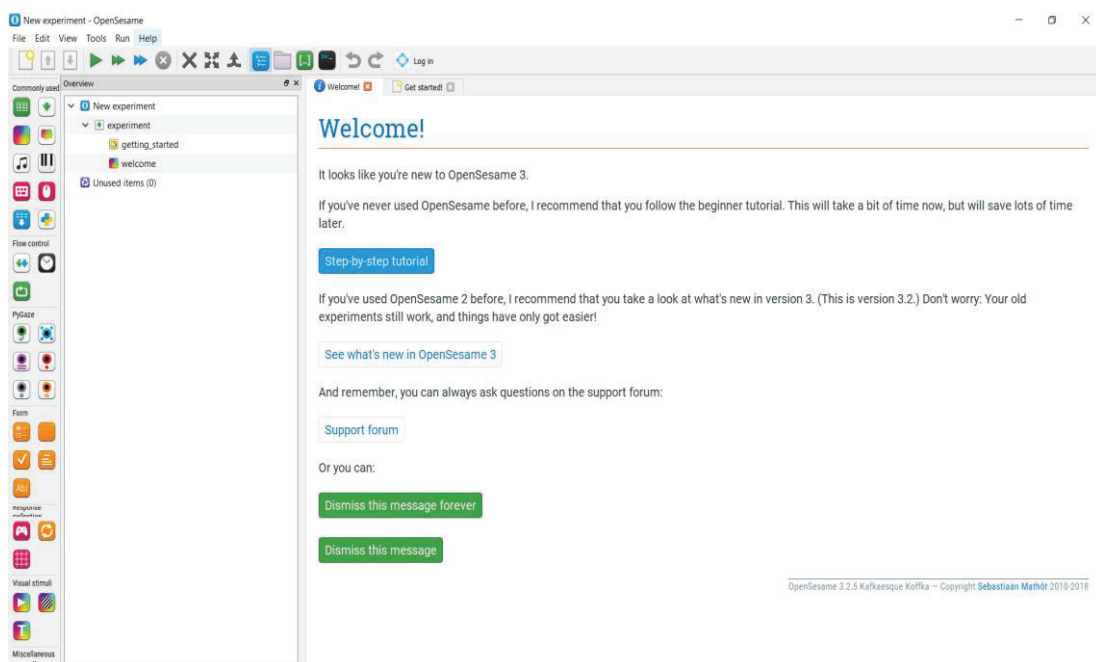 New experiment - OpenSesame
File Edit View Tools Run Help
Log in
Commonly used
Overview
Welcome!
Get started!
New experiment
experiment
getting_started
welcome
Unused items (0)
Flow control
PyGaze
Form
Abc
Response
collection
Visual stimuli
T
Miscellaneous
Welcome!
It looks like you're new to OpenSesame 3.
If you've never used OpenSesame before, I recommend that you follow the beginner tutorial. This will take a bit of time now, but will save lots of time
later.
Step-by-step tutorial
If you've used OpenSesame 2 before, I recommend that you take a look at what's new in version 3. (This is version 3.2.) Don't worry: Your old
experiments still work, and things have only got easier!
See what's new in OpenSesame 3
And remember, you can always ask questions on the support forum:
Support forum
Or you can:
Dismiss this message forever
Dismiss this message
OpenSesame 3.2.5 Kafkaesque Koffka — Copyright Sebastiaan Mathôt 2010-2018